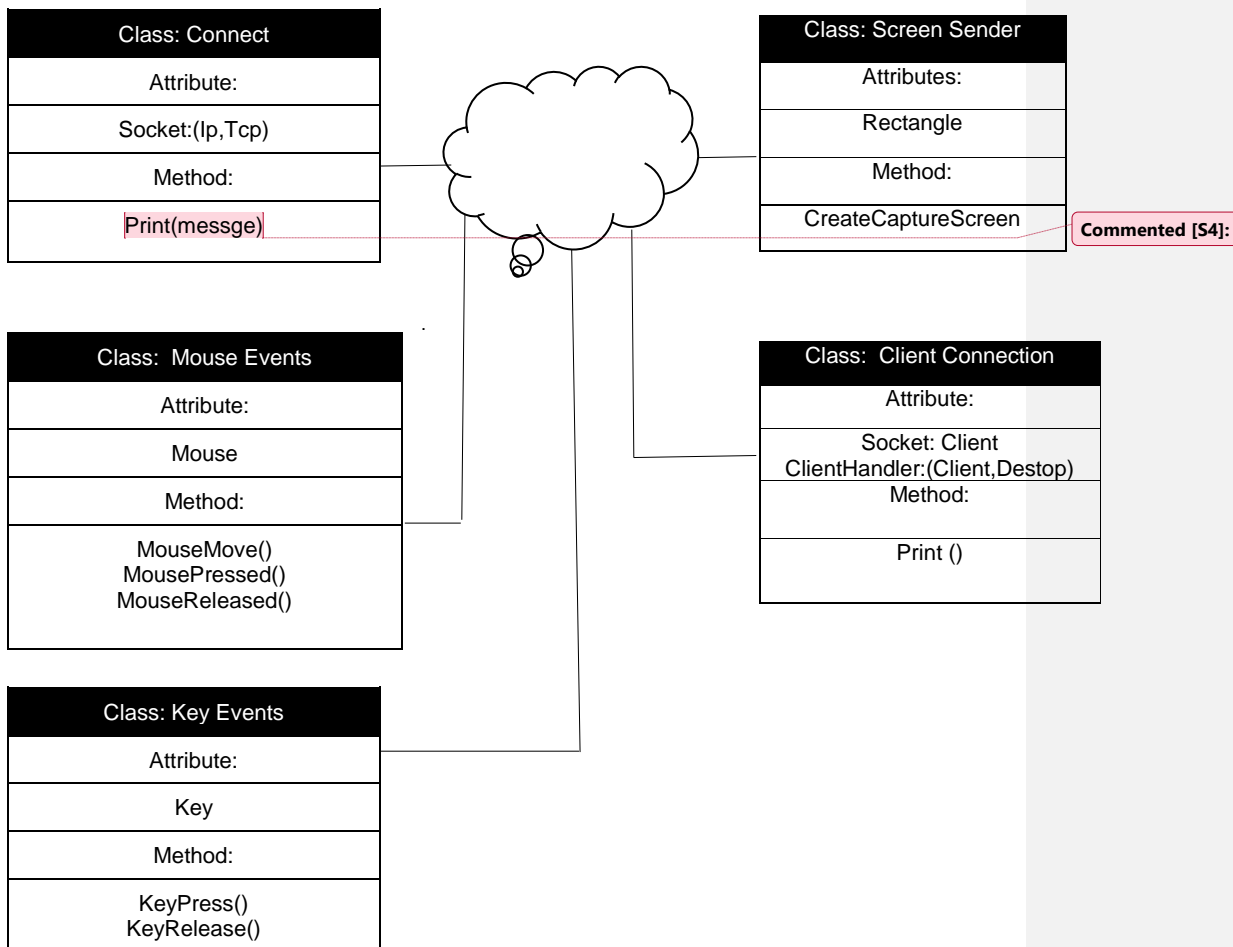 Class: Connect
Attribute:
Socket:(Ip,Tcp)
Method:
Print(messge)
Class: Screen Sender
Attributes:
Rectangle
Method:
CreateCaptureScreen
Commented [S4]:
.
Class:  Mouse Events
Attribute:
Mouse
Method:
MouseMove()
MousePressed()
MouseReleased()
Class:  Client Connection
Attribute:
Socket: Client
ClientHandler:(Client,Destop)
Method:
Print ()
Class: Key Events
Attribute:
Key
Method:
KeyPress()
KeyRelease()